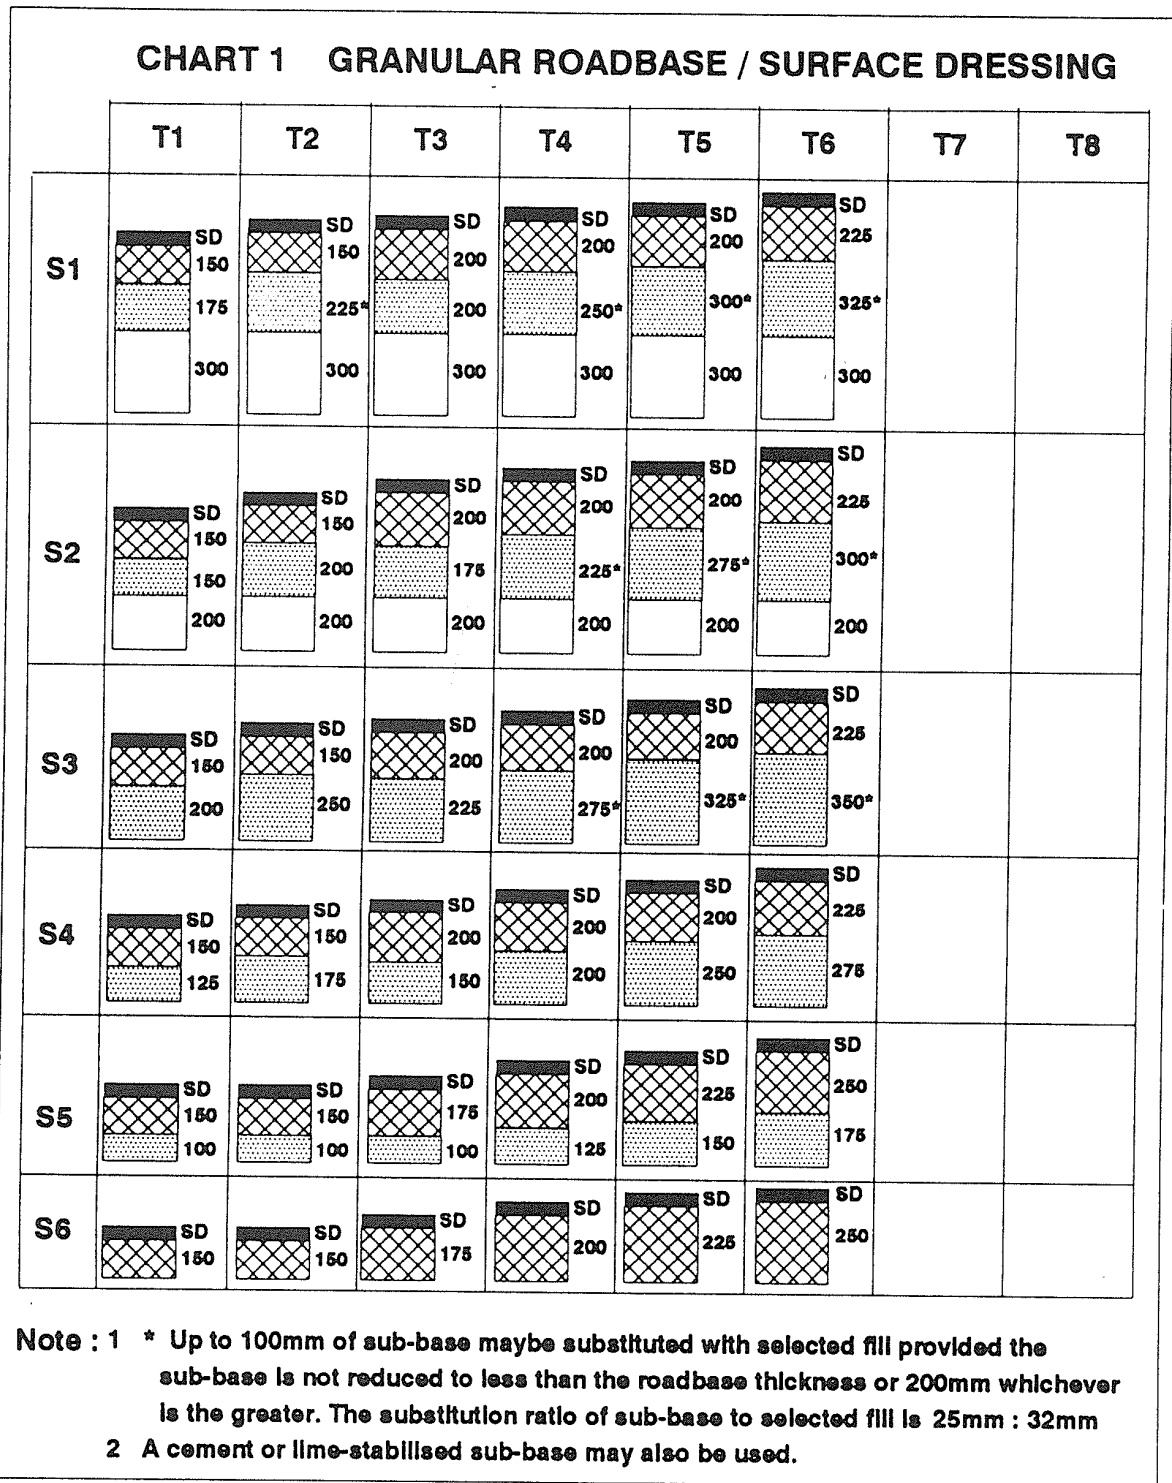 CHART 1 GRANULAR ROADBASE / SURFACE DRESSING
T1 T2 T3 T4 T5 T6 T7 T8
S1
SD SD SD SD SD SD
150 150 200 200 200 225
175 225* 200 250* 300* 325*
300 300 300 300 300 300
S2
SD SD SD SD SD SD
150 150 200 200 200 225
150 200 175 225* 275* 300*
200 200 200 200 200 200
S3
SD SD SD SD SD SD
150 150 200 200 200 225
200 250 225 275* 325* 350*
S4
SD SD SD SD SD SD
150 150 200 200 200 225
125 175 150 200 250 275
S5
SD SD SD SD SD SD
150 150 175 200 225 250
100 100 100 125 150 175
S6
SD SD SD SD SD SD
150 150 175 200 225 250
Note : 1 * Up to 100mm of sub-base maybe substituted with selected fill provided the
sub-base is not reduced to less than the roadbase thickness or 200mm whichever
is the greater. The substitution ratio of sub-base to selected fill is 25mm : 32mm
2 A cement or lime-stabilised sub-base may also be used.